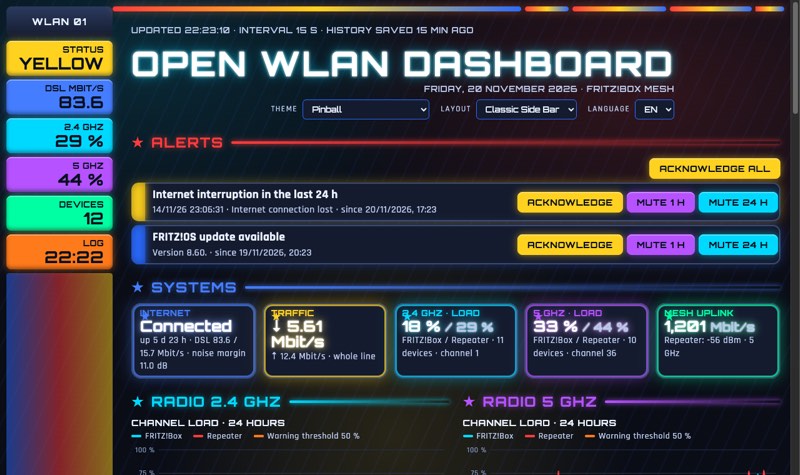 WLAN 01
STATUS
YELLOW
DSL MBIT/S
83.6
2.4 GHZ
29 %
5 GHZ
44 %
DEVICES
12
LOG
22:22
UPDATED 22:23:10 · INTERVAL 15 S · HISTORY SAVED 15 MIN AGO
OPEN WLAN DASHBOARD
FRIDAY, 20 NOVEMBER 2026 · FRITZ!BOX MESH
THEME Pinball LAYOUT Classic Side Bar LANGUAGE EN
★ ALERTS
ACKNOWLEDGE ALL
Internet interruption in the last 24 h
14/11/26 23:06:31 · Internet connection lost · since 20/11/2026, 17:23
ACKNOWLEDGE MUTE 1 H MUTE 24 H
FRITZ!OS update available
Version 8.60. · since 19/11/2026, 20:23
ACKNOWLEDGE MUTE 1 H MUTE 24 H
★ SYSTEMS
INTERNET
Connected
up 5 d 23 h · DSL 83.6 /
15.7 Mbit/s · noise margin
11.0 dB
TRAFFIC
↓ 5.61
Mbit/s
↑ 12.4 Mbit/s · whole line
2.4 GHZ · LOAD
18 % / 29 %
FRITZ!Box / Repeater · 11
devices · channel 1
5 GHZ · LOAD
33 % / 44 %
FRITZ!Box / Repeater · 10
devices · channel 36
MESH UPLINK
1,201 Mbit/s
Repeater: -56 dBm · 5
GHz
★ RADIO 2.4 GHZ
CHANNEL LOAD · 24 HOURS
FRITZ!Box Repeater Warning threshold 50 %
100 %
75 %
★ RADIO 5 GHZ
CHANNEL LOAD · 24 HOURS
FRITZ!Box Repeater Warning threshold 50 %
100 %
75 %